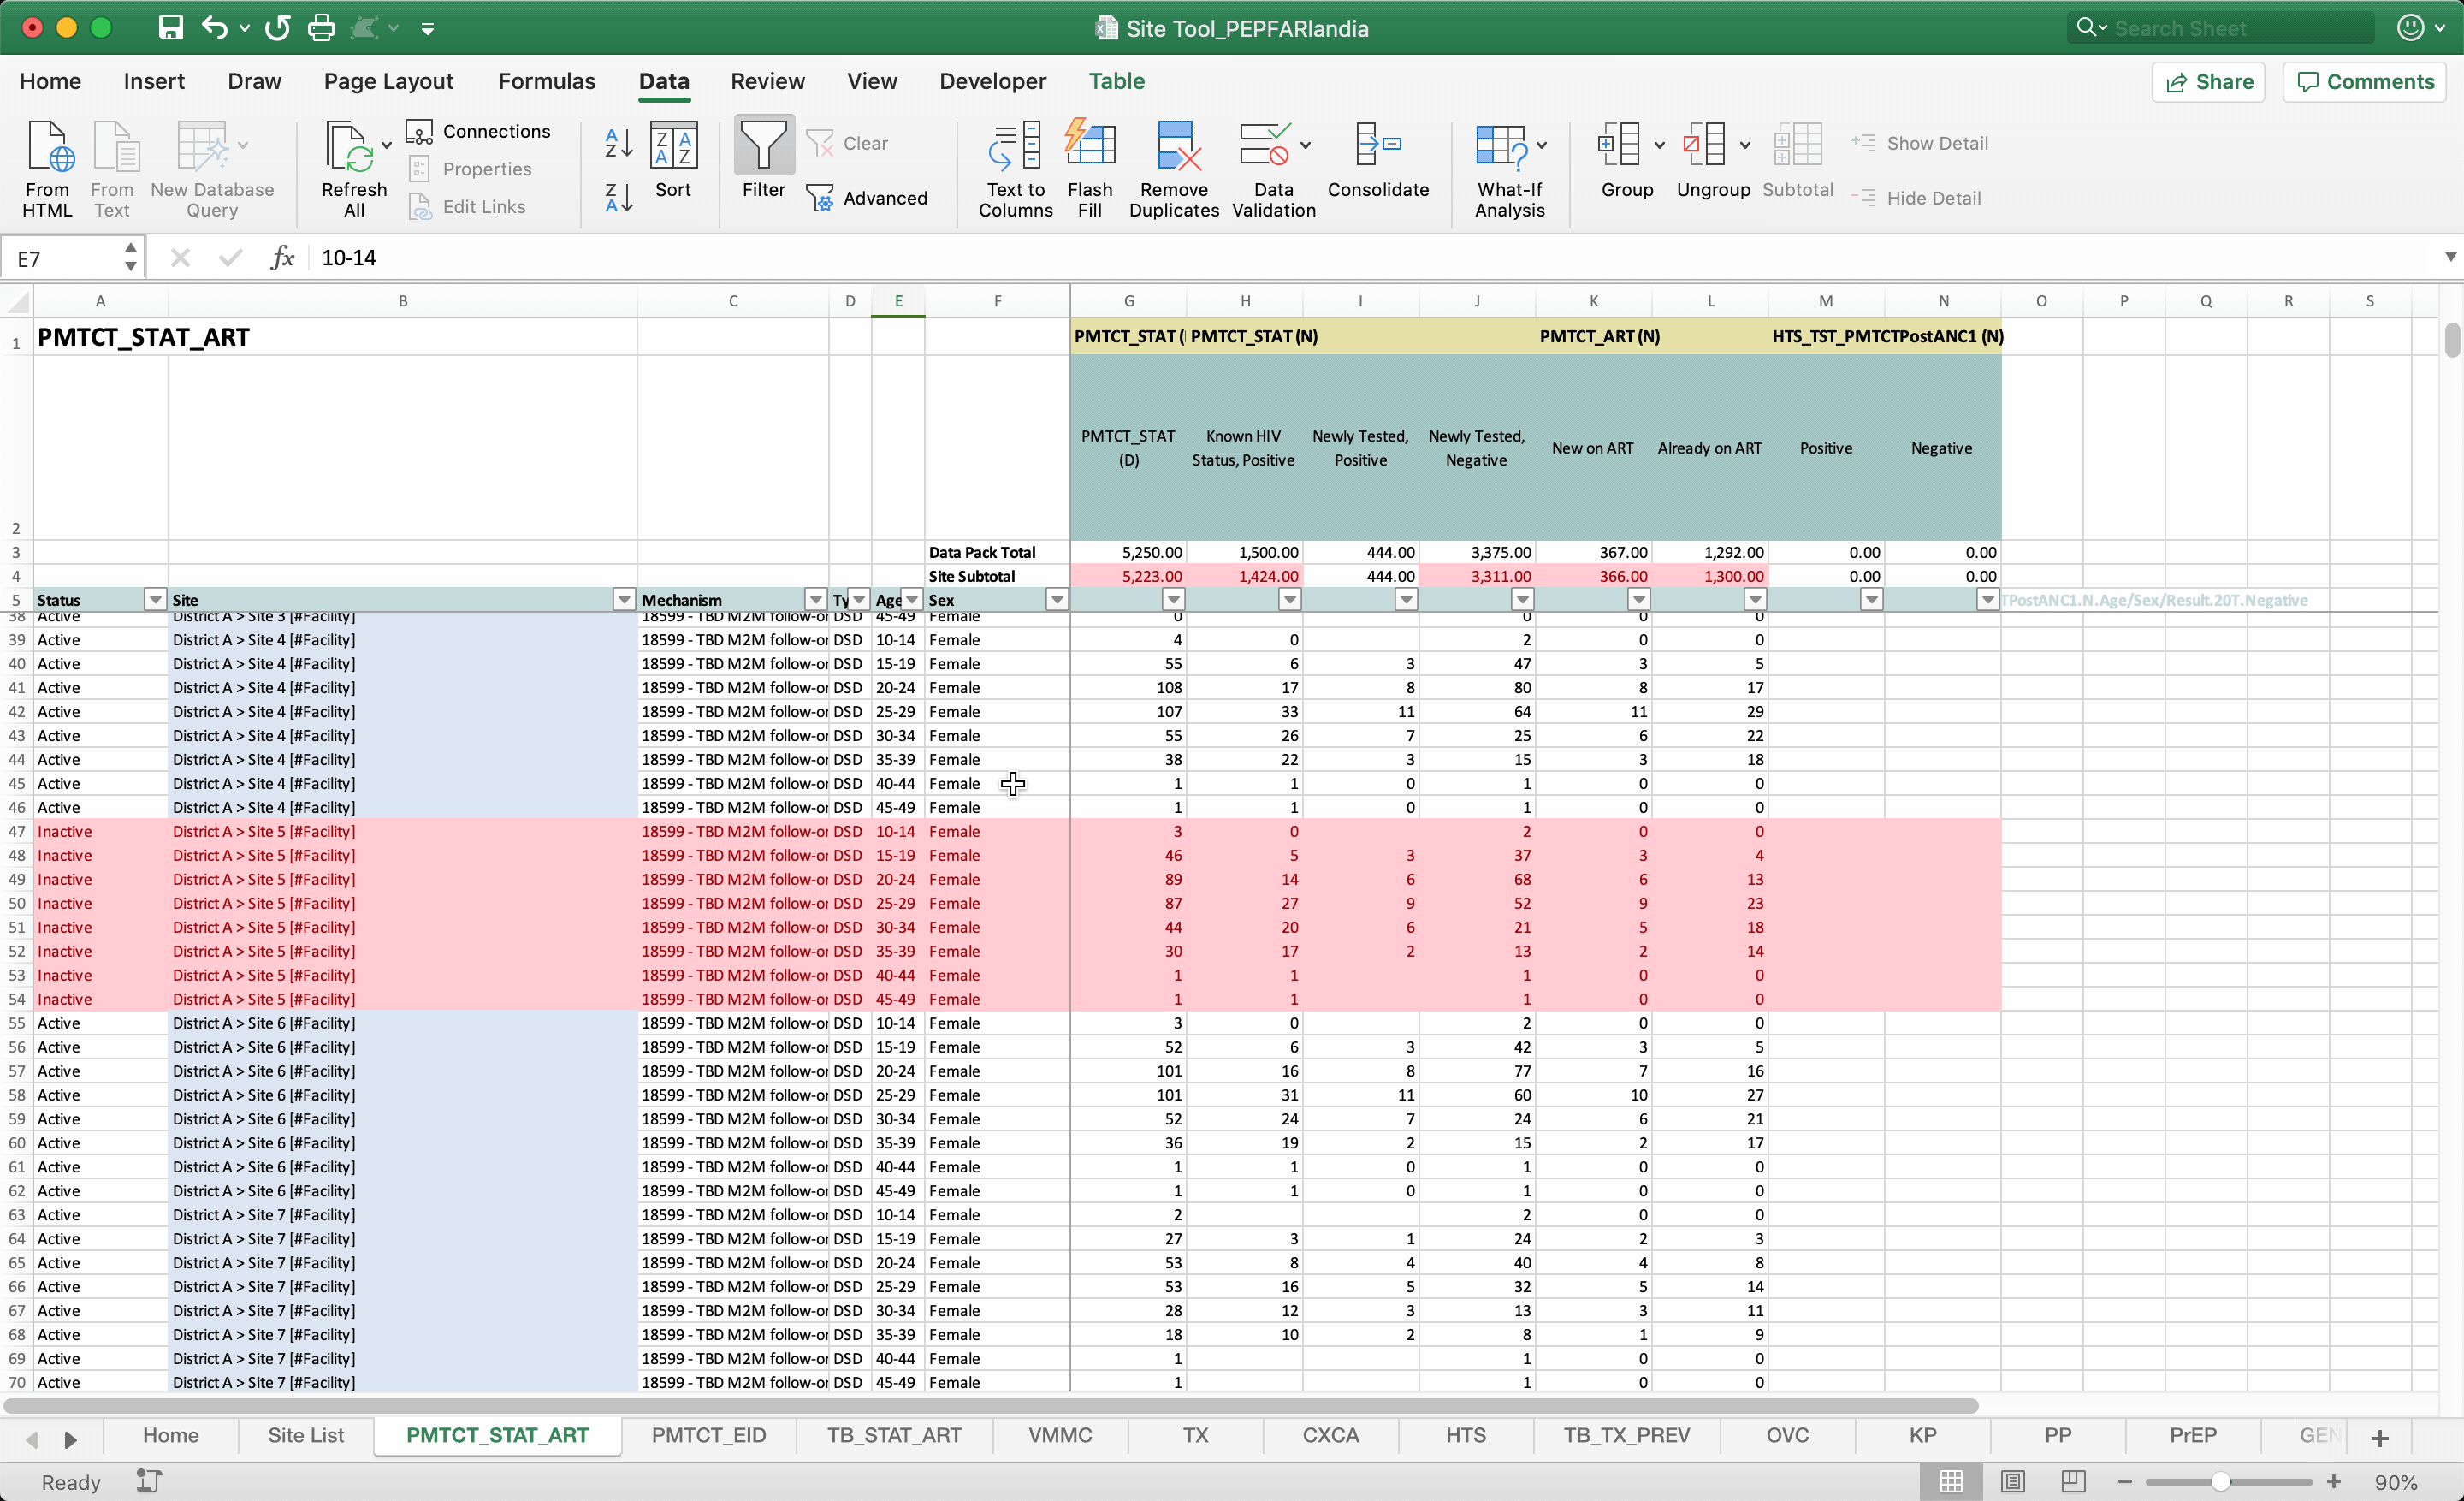 Site Tool_PEPFARlandia
Search Sheet
Home Insert Draw Page Layout Formulas Data Review View Developer Table Share Comments
From HTML From Text New Database Query Refresh All Connections Properties Edit Links Sort Filter Clear Advanced Text to Columns Flash Fill Remove Duplicates Data Validation Consolidate What-If Analysis Group Ungroup Subtotal Show Detail Hide Detail
E7 fx 10-14
A B C D E F G H I J K L M N O P Q R S
1 PMTCT_STAT_ART PMTCT_STAT ( PMTCT_STAT (N) PMTCT_ART (N) HTS_TST_PMTCTPostANC1 (N)
2 PMTCT_STAT (D) Known HIV Status, Positive Newly Tested, Positive Newly Tested, Negative New on ART Already on ART Positive Negative
3 Data Pack Total 5,250.00 1,500.00 444.00 3,375.00 367.00 1,292.00 0.00 0.00
4 Site Subtotal 5,223.00 1,424.00 444.00 3,311.00 366.00 1,300.00 0.00 0.00
5 Status Site Mechanism Ty Age Sex TPostANC1.N.Age/Sex/Result.20T.Negative
38 Active District A > Site 3 [#Facility] 18599 - TBD M2M follow-or DSD 45-49 Female 0 0 0 0
39 Active District A > Site 4 [#Facility] 18599 - TBD M2M follow-or DSD 10-14 Female 4 0 2 0 0
40 Active District A > Site 4 [#Facility] 18599 - TBD M2M follow-or DSD 15-19 Female 55 6 3 47 3 5
41 Active District A > Site 4 [#Facility] 18599 - TBD M2M follow-or DSD 20-24 Female 108 17 8 80 8 17
42 Active District A > Site 4 [#Facility] 18599 - TBD M2M follow-or DSD 25-29 Female 107 33 11 64 11 29
43 Active District A > Site 4 [#Facility] 18599 - TBD M2M follow-or DSD 30-34 Female 55 26 7 25 6 22
44 Active District A > Site 4 [#Facility] 18599 - TBD M2M follow-or DSD 35-39 Female 38 22 3 15 3 18
45 Active District A > Site 4 [#Facility] 18599 - TBD M2M follow-or DSD 40-44 Female 1 1 0 1 0 0
46 Active District A > Site 4 [#Facility] 18599 - TBD M2M follow-or DSD 45-49 Female 1 1 0 1 0 0
47 Inactive District A > Site 5 [#Facility] 18599 - TBD M2M follow-or DSD 10-14 Female 3 0 2 0 0
48 Inactive District A > Site 5 [#Facility] 18599 - TBD M2M follow-or DSD 15-19 Female 46 5 3 37 3 4
49 Inactive District A > Site 5 [#Facility] 18599 - TBD M2M follow-or DSD 20-24 Female 89 14 6 68 6 13
50 Inactive District A > Site 5 [#Facility] 18599 - TBD M2M follow-or DSD 25-29 Female 87 27 9 52 9 23
51 Inactive District A > Site 5 [#Facility] 18599 - TBD M2M follow-or DSD 30-34 Female 44 20 6 21 5 18
52 Inactive District A > Site 5 [#Facility] 18599 - TBD M2M follow-or DSD 35-39 Female 30 17 2 13 2 14
53 Inactive District A > Site 5 [#Facility] 18599 - TBD M2M follow-or DSD 40-44 Female 1 1 1 0 0
54 Inactive District A > Site 5 [#Facility] 18599 - TBD M2M follow-or DSD 45-49 Female 1 1 1 0 0
55 Active District A > Site 6 [#Facility] 18599 - TBD M2M follow-or DSD 10-14 Female 3 0 2 0 0
56 Active District A > Site 6 [#Facility] 18599 - TBD M2M follow-or DSD 15-19 Female 52 6 3 42 3 5
57 Active District A > Site 6 [#Facility] 18599 - TBD M2M follow-or DSD 20-24 Female 101 16 8 77 7 16
58 Active District A > Site 6 [#Facility] 18599 - TBD M2M follow-or DSD 25-29 Female 101 31 11 60 10 27
59 Active District A > Site 6 [#Facility] 18599 - TBD M2M follow-or DSD 30-34 Female 52 24 7 24 6 21
60 Active District A > Site 6 [#Facility] 18599 - TBD M2M follow-or DSD 35-39 Female 36 19 2 15 2 17
61 Active District A > Site 6 [#Facility] 18599 - TBD M2M follow-or DSD 40-44 Female 1 1 0 1 0 0
62 Active District A > Site 6 [#Facility] 18599 - TBD M2M follow-or DSD 45-49 Female 1 1 0 1 0 0
63 Active District A > Site 7 [#Facility] 18599 - TBD M2M follow-or DSD 10-14 Female 2 2 0 0
64 Active District A > Site 7 [#Facility] 18599 - TBD M2M follow-or DSD 15-19 Female 27 3 1 24 2 3
65 Active District A > Site 7 [#Facility] 18599 - TBD M2M follow-or DSD 20-24 Female 53 8 4 40 4 8
66 Active District A > Site 7 [#Facility] 18599 - TBD M2M follow-or DSD 25-29 Female 53 16 5 32 5 14
67 Active District A > Site 7 [#Facility] 18599 - TBD M2M follow-or DSD 30-34 Female 28 12 3 13 3 11
68 Active District A > Site 7 [#Facility] 18599 - TBD M2M follow-or DSD 35-39 Female 18 10 2 8 1 9
69 Active District A > Site 7 [#Facility] 18599 - TBD M2M follow-or DSD 40-44 Female 1 1 0 0
70 Active District A > Site 7 [#Facility] 18599 - TBD M2M follow-or DSD 45-49 Female 1 1 0 0
Home Site List PMTCT_STAT_ART PMTCT_EID TB_STAT_ART VMMC TX CXCA HTS TB_TX_PREV OVC KP PP PrEP GEN
Ready 90%